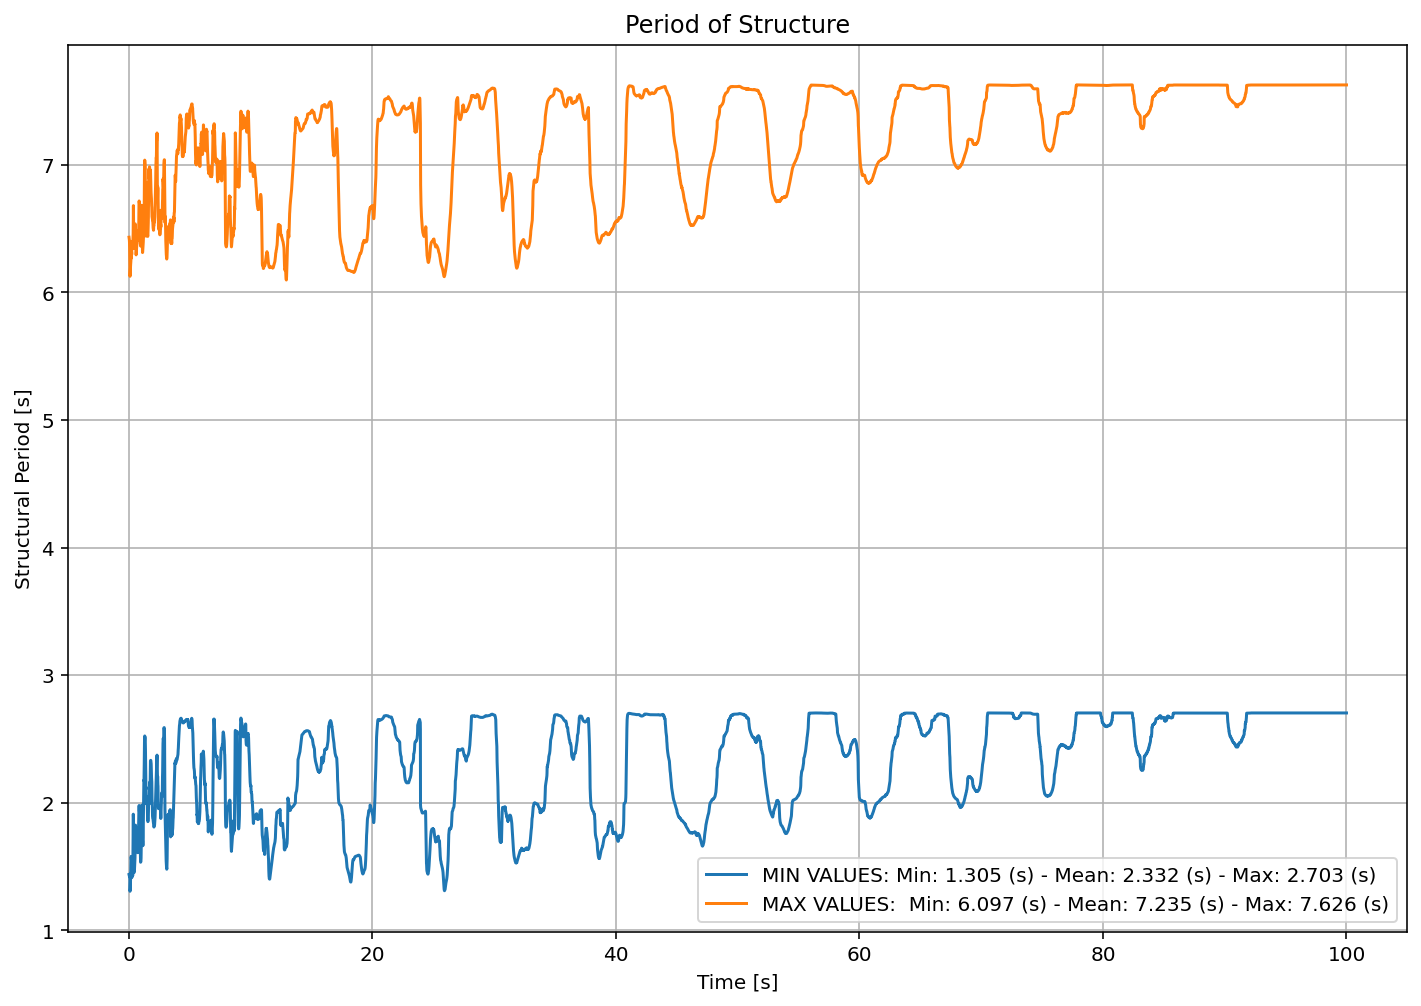 Period of Structure
Structural Period [s]
7
6
5
4
3
2
1
MIN VALUES: Min: 1.305 (s) - Mean: 2.332 (s) - Max: 2.703 (s)
MAX VALUES:  Min: 6.097 (s) - Mean: 7.235 (s) - Max: 7.626 (s)
0 20 40 60 80 100
Time [s]